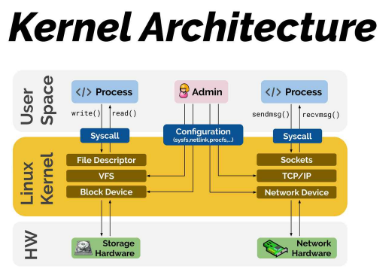 Kernel Architecture
User
Space
</> Process
Admin
</> Process
write()
read()
sendmsg()
recvmsg()
Syscall
Configuration
(sysfs,netlink,procfs,...)
Syscall
Linux
Kernel
File Descriptor
VFS
Block Device
Sockets
TCP/IP
Network Device
HW
Storage
Hardware
Network
Hardware